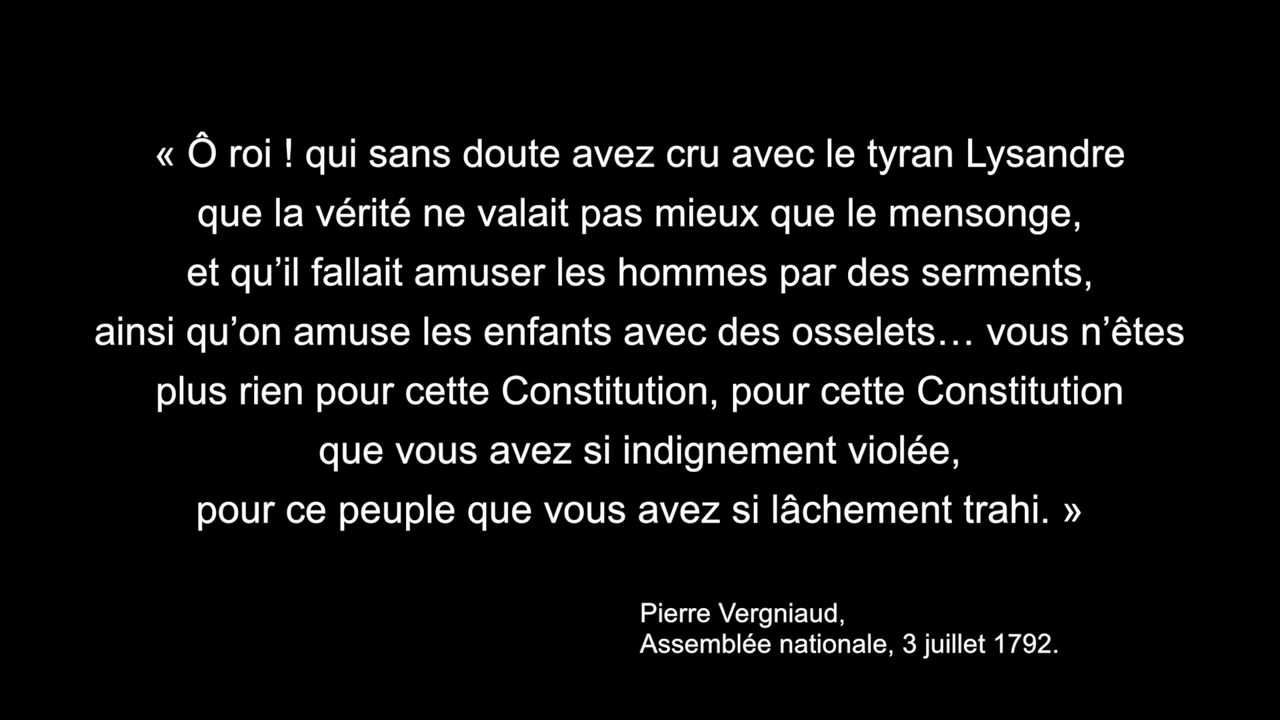 « Ô roi ! qui sans doute avez cru avec le tyran Lysandre
que la vérité ne valait pas mieux que le mensonge,
et qu’il fallait amuser les hommes par des serments,
ainsi qu’on amuse les enfants avec des osselets… vous n’êtes
plus rien pour cette Constitution, pour cette Constitution
que vous avez si indignement violée,
pour ce peuple que vous avez si lâchement trahi. »
Pierre Vergniaud,
Assemblée nationale, 3 juillet 1792.